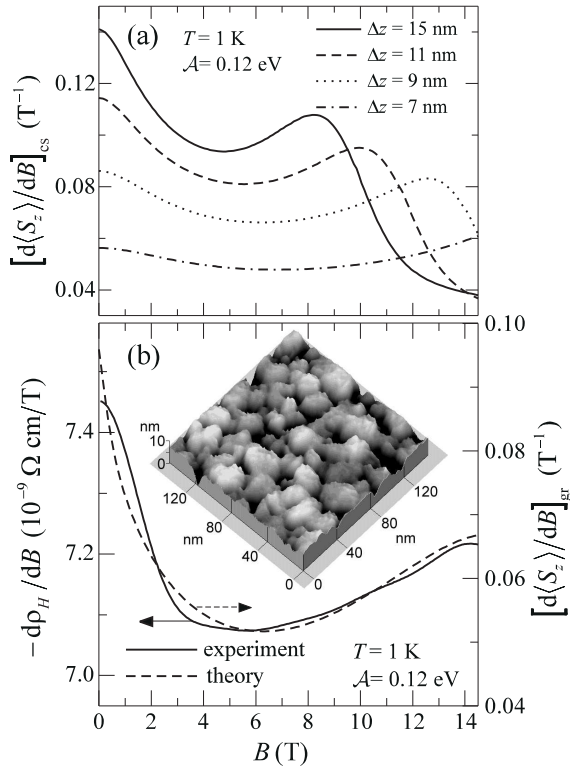 (a)
T = 1 K
𝒜= 0.12 eV
Δz = 15 nm
Δz = 11 nm
Δz = 9 nm
Δz = 7 nm
[d⟨S_z⟩/dB]_cs (T⁻¹)
0.12
0.08
0.04
(b)
−dρ_H/dB (10⁻⁹ Ω cm/T)
7.4
7.2
7.0
0.10
0.08
0.06
0.04
[d⟨S_z⟩/dB]_gr (T⁻¹)
nm
10
0
120
80
nm
40
0
0
40
nm
80
120
experiment
theory
T = 1 K
𝒜= 0.12 eV
0 2 4 6 8 10 12 14
B (T)